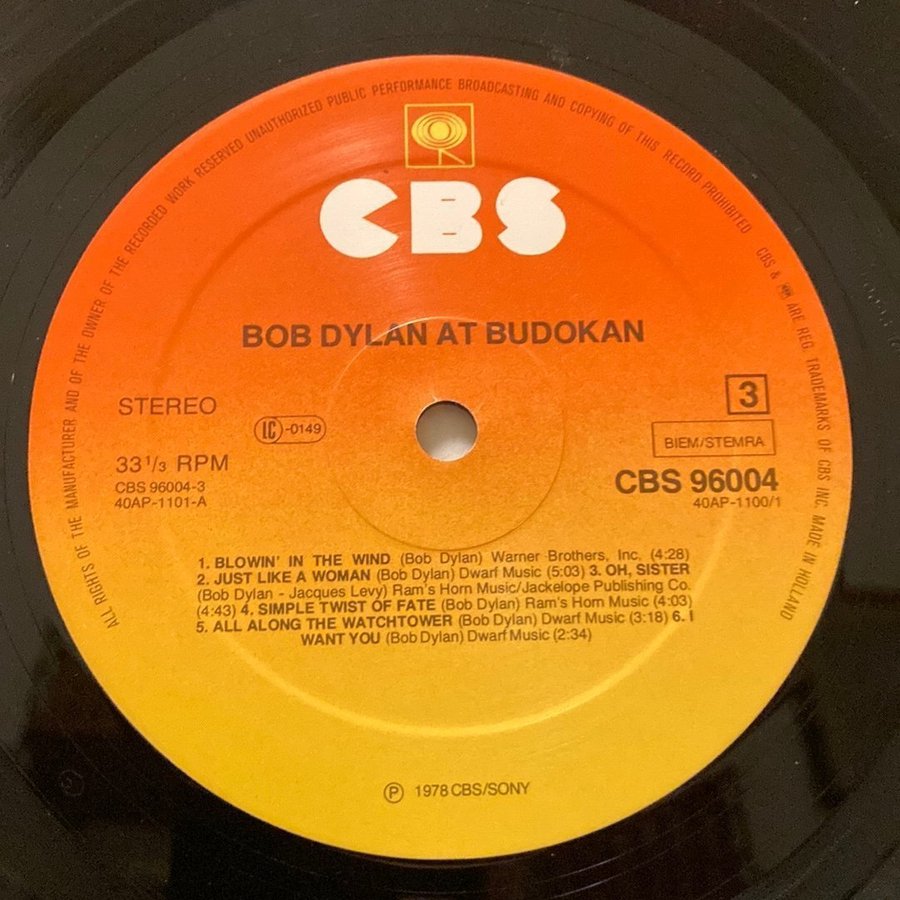 ALL RIGHTS OF THE MANUFACTURER AND OF THE OWNER OF THE RECORDED WORK RESERVED UNAUTHORIZED PUBLIC PERFORMANCE BROADCASTING AND COPYING OF THIS RECORD PROHIBITED
CBS & ARE REG. TRADEMARKS OF CBS INC. MADE IN HOLLAND
CBS
BOB DYLAN AT BUDOKAN
STEREO
LC-0149
3
BIEM/STEMRA
33 1/3 RPM
CBS 96004-3
40AP-1101-A
CBS 96004
40AP-1100/1
1. BLOWIN' IN THE WIND (Bob Dylan) Warner Brothers, Inc. (4:28)
2. JUST LIKE A WOMAN (Bob Dylan) Dwarf Music (5:03) 3. OH, SISTER
(Bob Dylan - Jacques Levy) Ram's Horn Music/Jackelope Publishing Co.
(4:43) 4. SIMPLE TWIST OF FATE (Bob Dylan) Ram's Horn Music (4:03)
5. ALL ALONG THE WATCHTOWER (Bob Dylan) Dwarf Music (3:18) 6. I
WANT YOU (Bob Dylan) Dwarf Music (2:34)
Ⓟ 1978 CBS/SONY